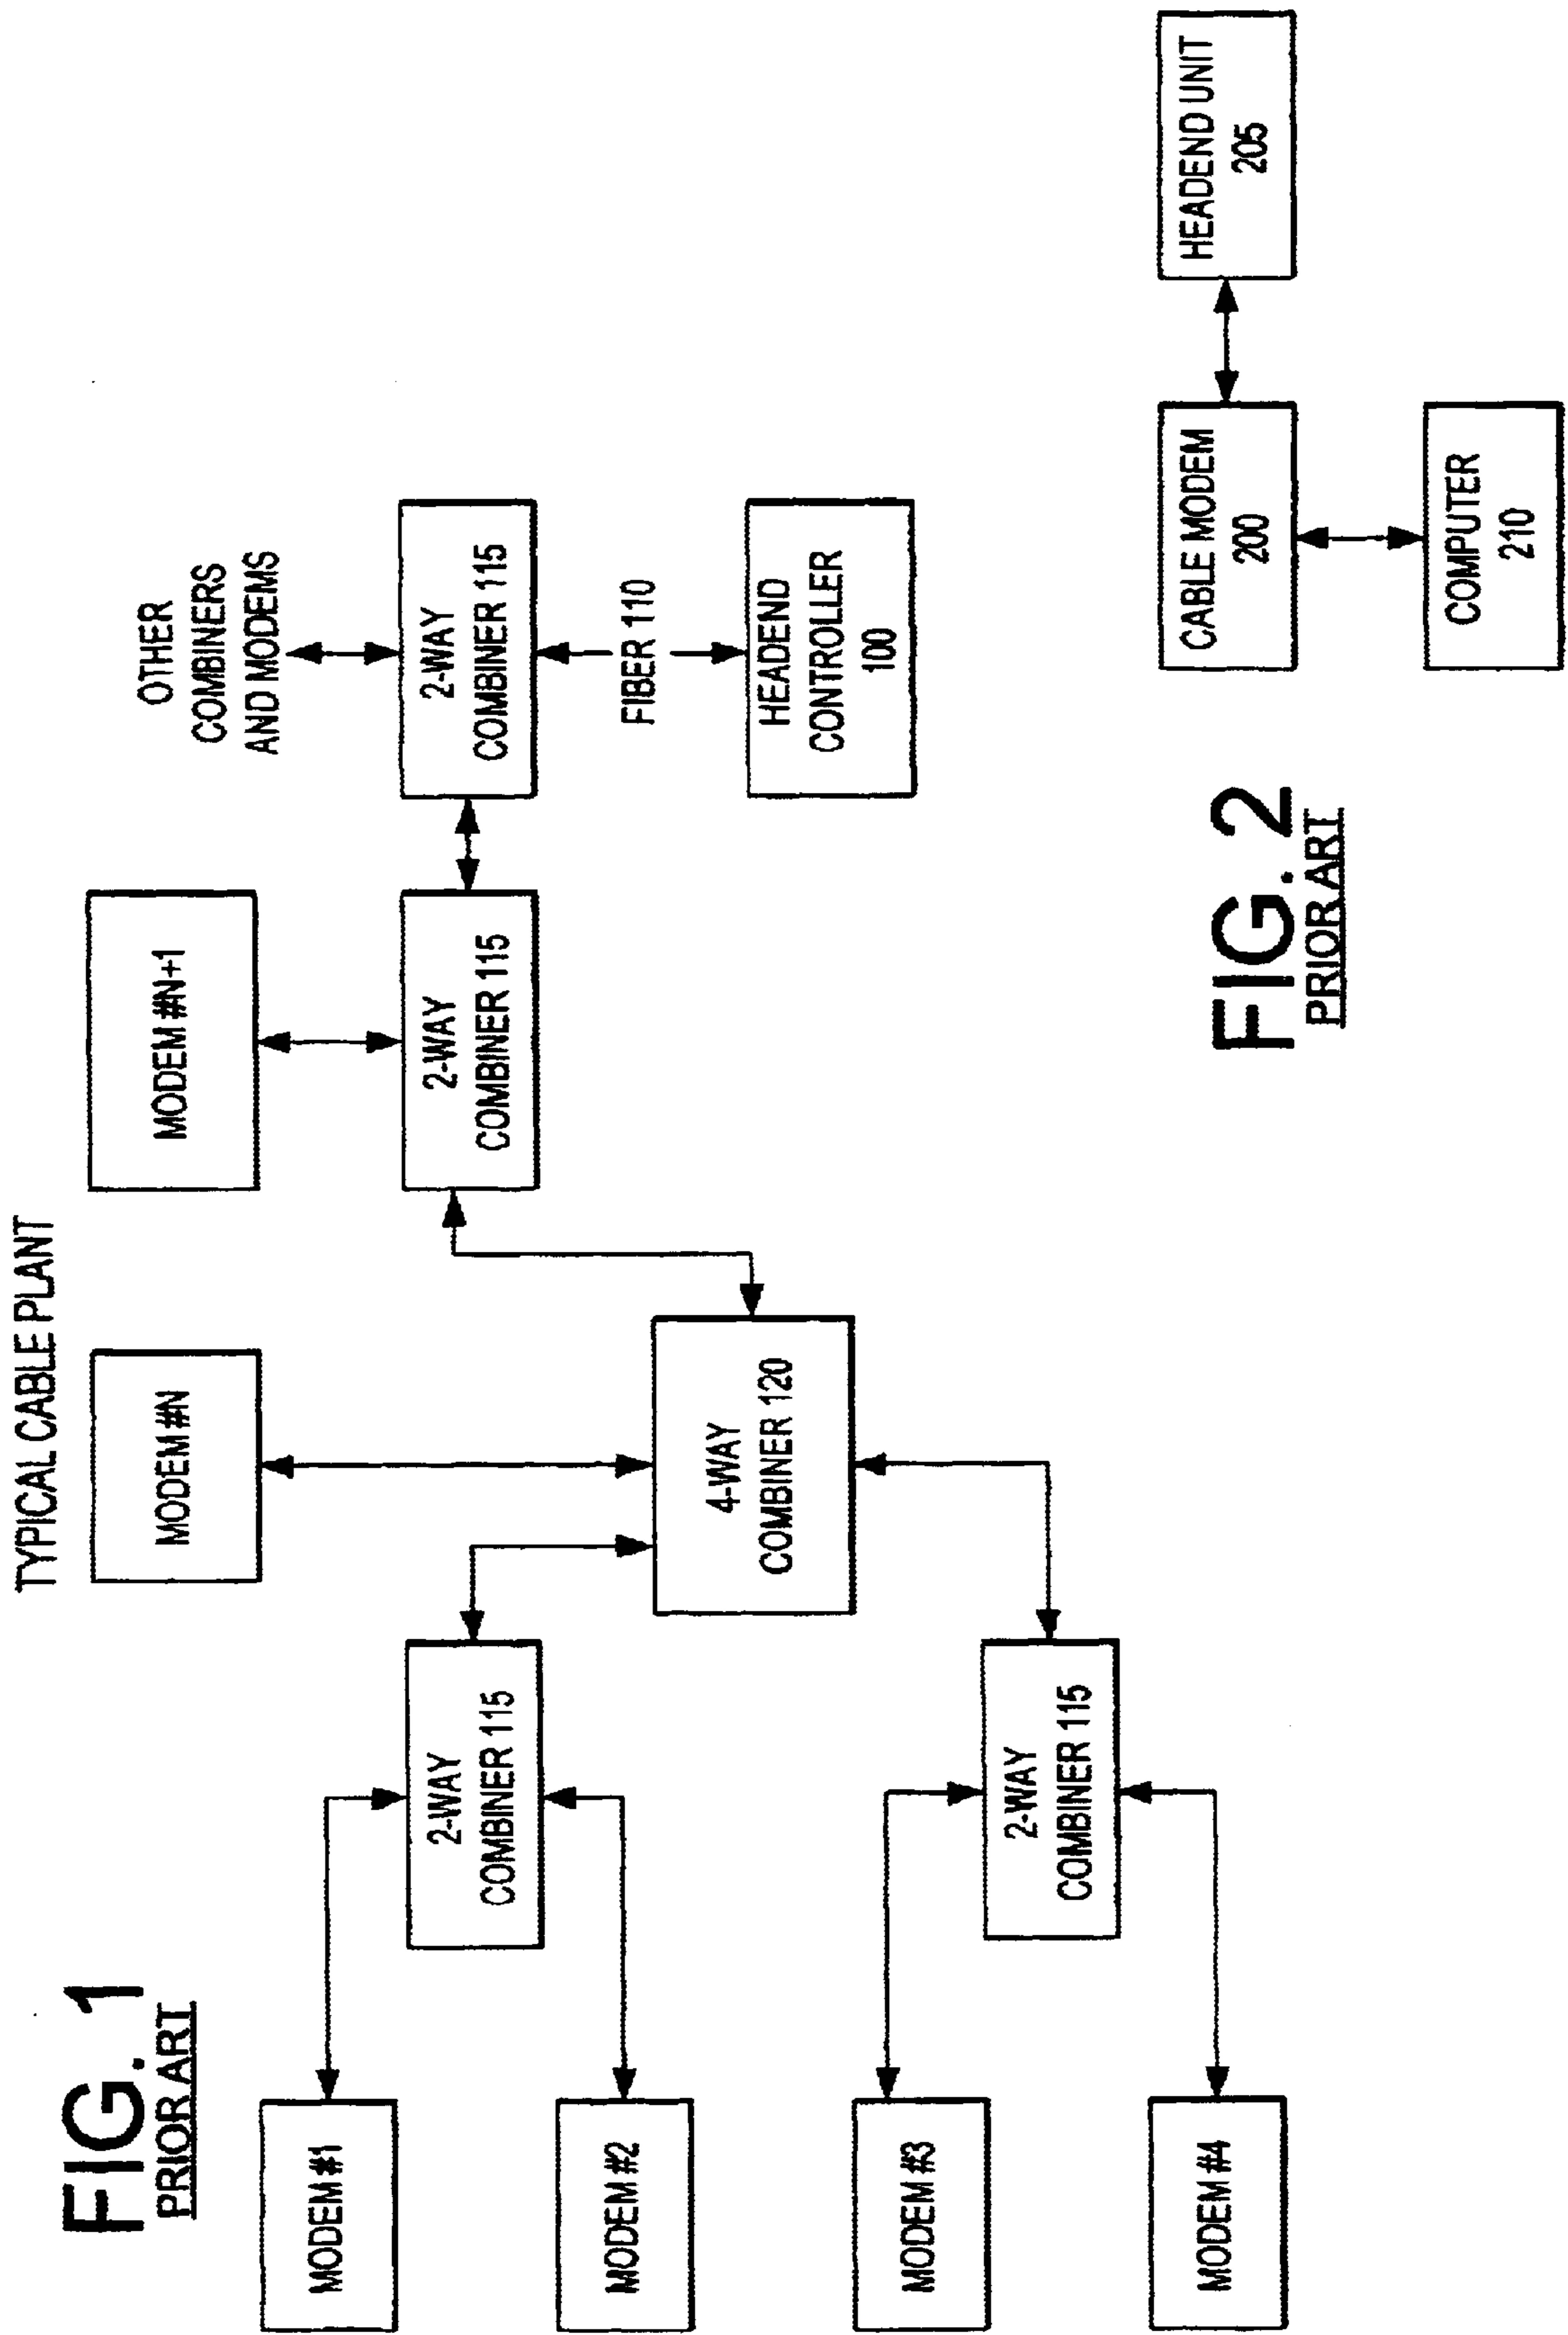 FIG. 1
PRIOR ART
TYPICAL CABLE PLANT
MODEM #1
MODEM #2
MODEM #3
MODEM #4
2-WAY
COMBINER 115
2-WAY
COMBINER 115
MODEM #N
4-WAY
COMBINER 120
MODEM #N+1
2-WAY
COMBINER 115
OTHER
COMBINERS
AND MODEMS
2-WAY
COMBINER 115
FIBER 110
HEADEND
CONTROLLER
100
FIG. 2
PRIOR ART
CABLE MODEM
200
HEADEND UNIT
205
COMPUTER
210